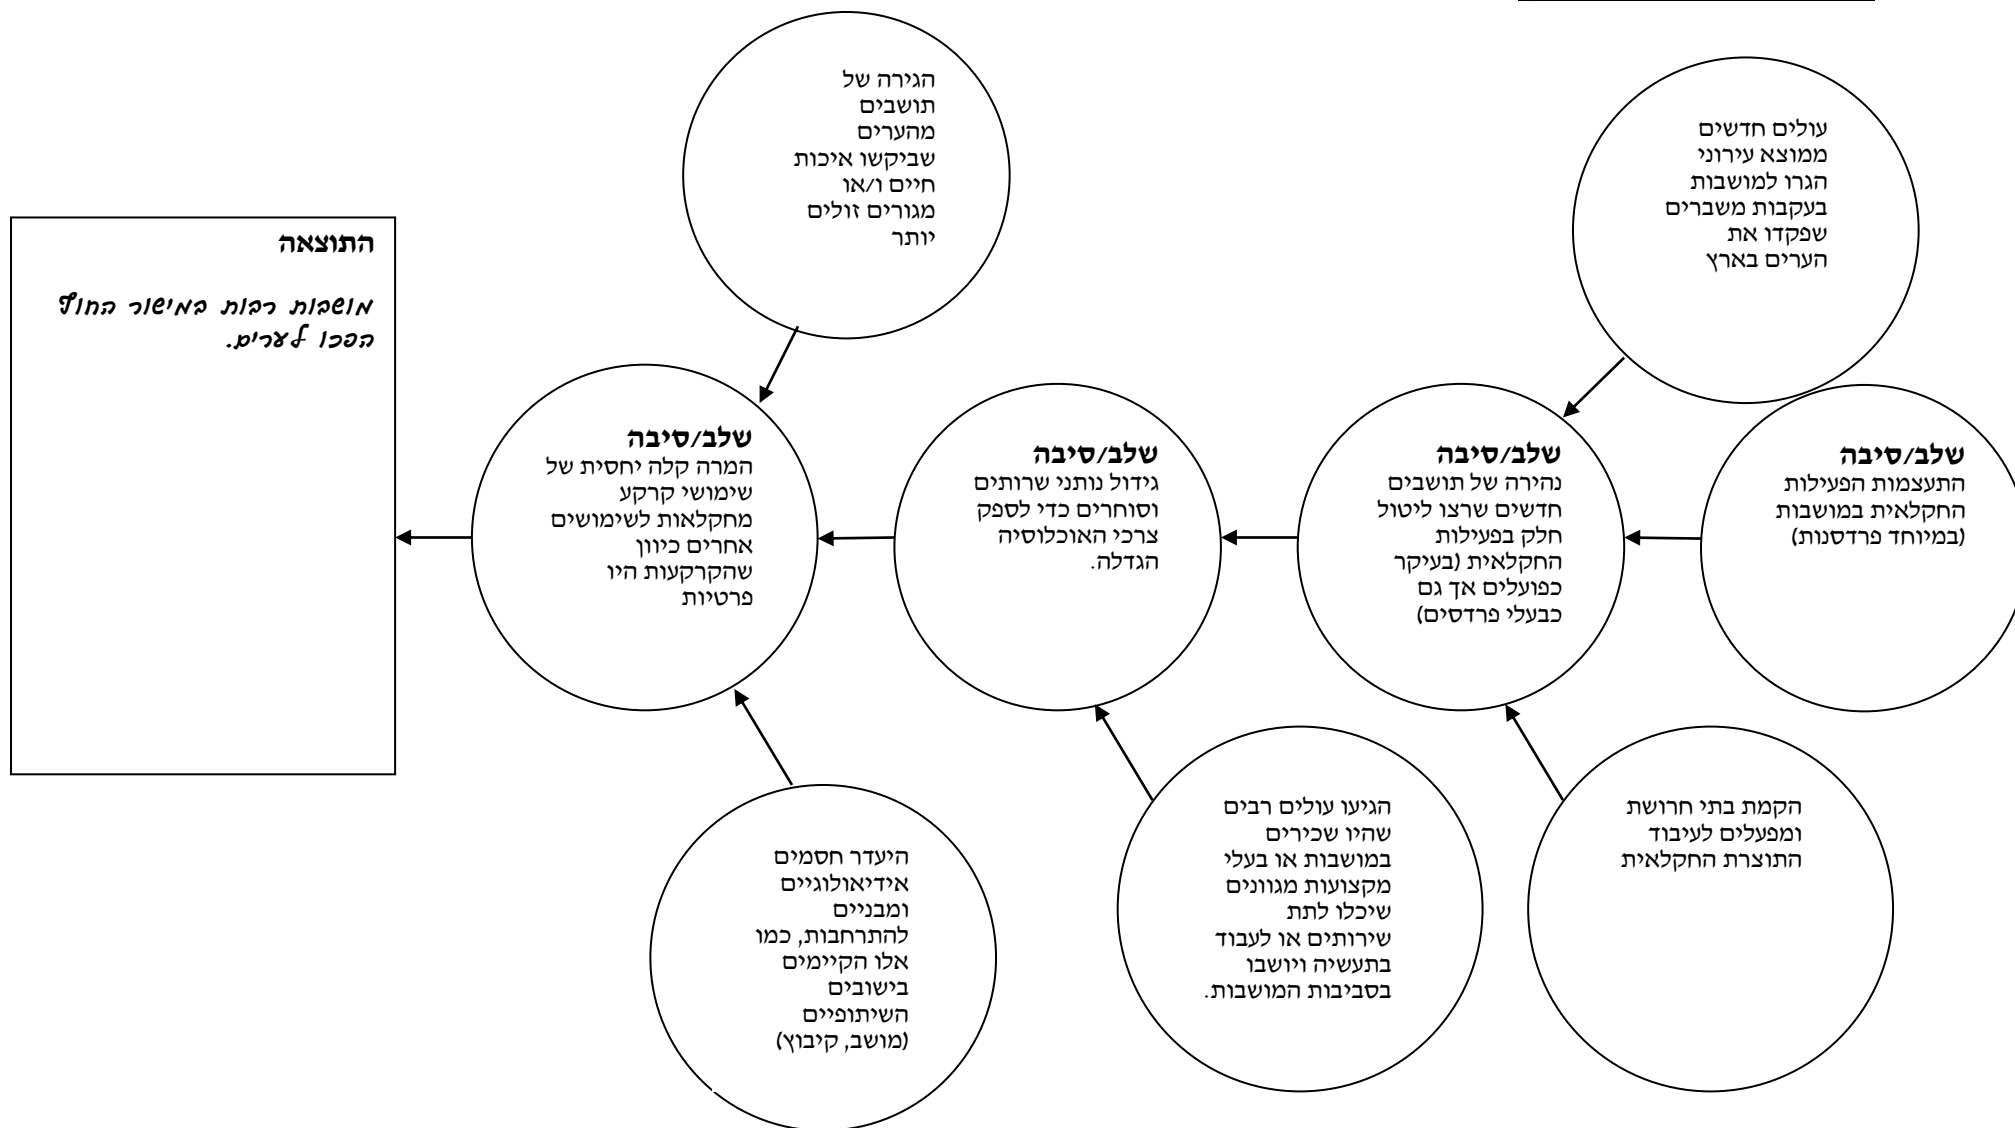 עולים חדשים
ממוצא עירוני
הגרו למושבות
בעקבות משברים
שפקדו את
הערים בארץ
הגירה של
תושבים
מהערים
שביקשו איכות
חיים ו/או
מגורים זולים
יותר
שלב/סיבה
התעצמות הפעילות
החקלאית במושבות
(במיוחד פרדסנות)
שלב/סיבה
נהירה של תושבים
חדשים שרצו ליטול
חלק בפעילות
החקלאית (בעיקר
כפועלים אך גם
כבעלי פרדסים)
שלב/סיבה
גידול נותני שרותים
וסוחרים כדי לספק
צרכי האוכלוסיה
הגדלה.
שלב/סיבה
המרה קלה יחסית של
שימושי קרקע
מחקלאות לשימושים
אחרים כיוון
שהקרקעות היו
פרטיות
התוצאה
מושבות רבות במישור החוף
הפכו לערים.
הקמת בתי חרושת
ומפעלים לעיבוד
התוצרת החקלאית
הגיעו עולים רבים
שהיו שכירים
במושבות או בעלי
מקצועות מגוונים
שיכלו לתת
שירותים או לעבוד
בתעשיה ויושבו
בסביבות המושבות.
היעדר חסמים
אידיאולוגיים
ומבניים
להתרחבות, כמו
אלו הקיימים
בישובים
השיתופיים
(מושב, קיבוץ)